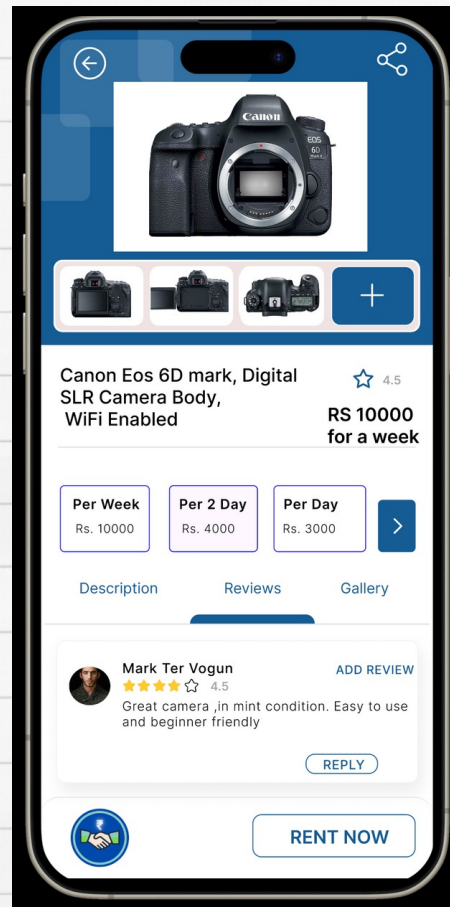 Canon
EOS
6D
Canon Eos 6D mark, Digital
SLR Camera Body,
WiFi Enabled
4.5
RS 10000
for a week
Per Week
Rs. 10000
Per 2 Day
Rs. 4000
Per Day
Rs. 3000
Description
Reviews
Gallery
Mark Ter Vogun
ADD REVIEW
4.5
Great camera ,in mint condition. Easy to use
and beginner friendly
REPLY
₹
RENT NOW